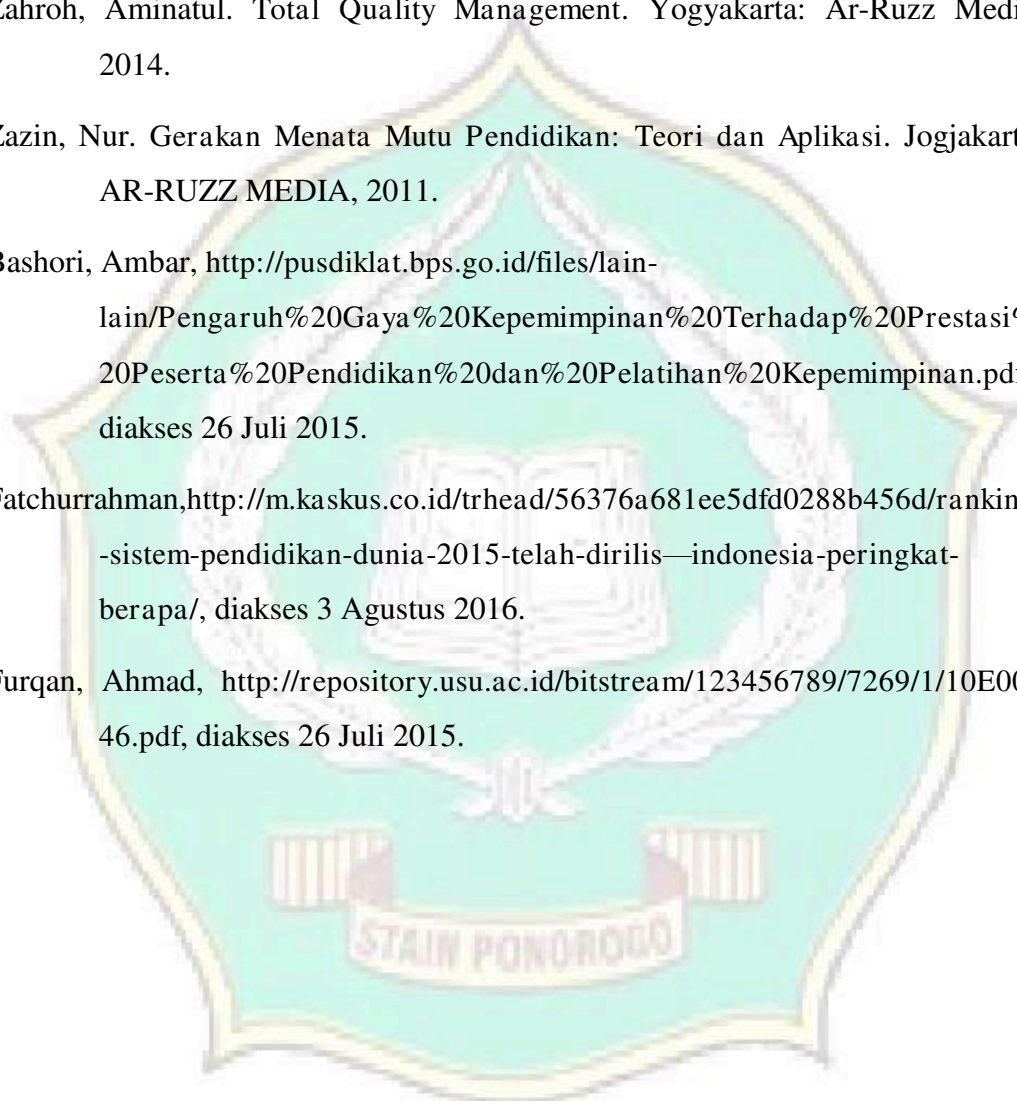 Zahroh, Aminatul. Total Quality Management. Yogyakarta: Ar-Ruzz Medi
2014.
Zazin, Nur. Gerakan Menata Mutu Pendidikan: Teori dan Aplikasi. Jogjakart
AR-RUZZ MEDIA, 2011.
Bashori, Ambar, http://pusdiklat.bps.go.id/files/lain-
lain/Pengaruh%20Gaya%20Kepemimpinan%20Terhadap%20Prestasi%
20Peserta%20Pendidikan%20dan%20Pelatihan%20Kepemimpinan.pdf
diakses 26 Juli 2015.
Fatchurrahman,http://m.kaskus.co.id/trhead/56376a681ee5dfd0288b456d/rankin
-sistem-pendidikan-dunia-2015-telah-dirilis—indonesia-peringkat-
berapa/, diakses 3 Agustus 2016.
Furqan, Ahmad, http://repository.usu.ac.id/bitstream/123456789/7269/1/10E00
46.pdf, diakses 26 Juli 2015.
STAIN PONOROGO